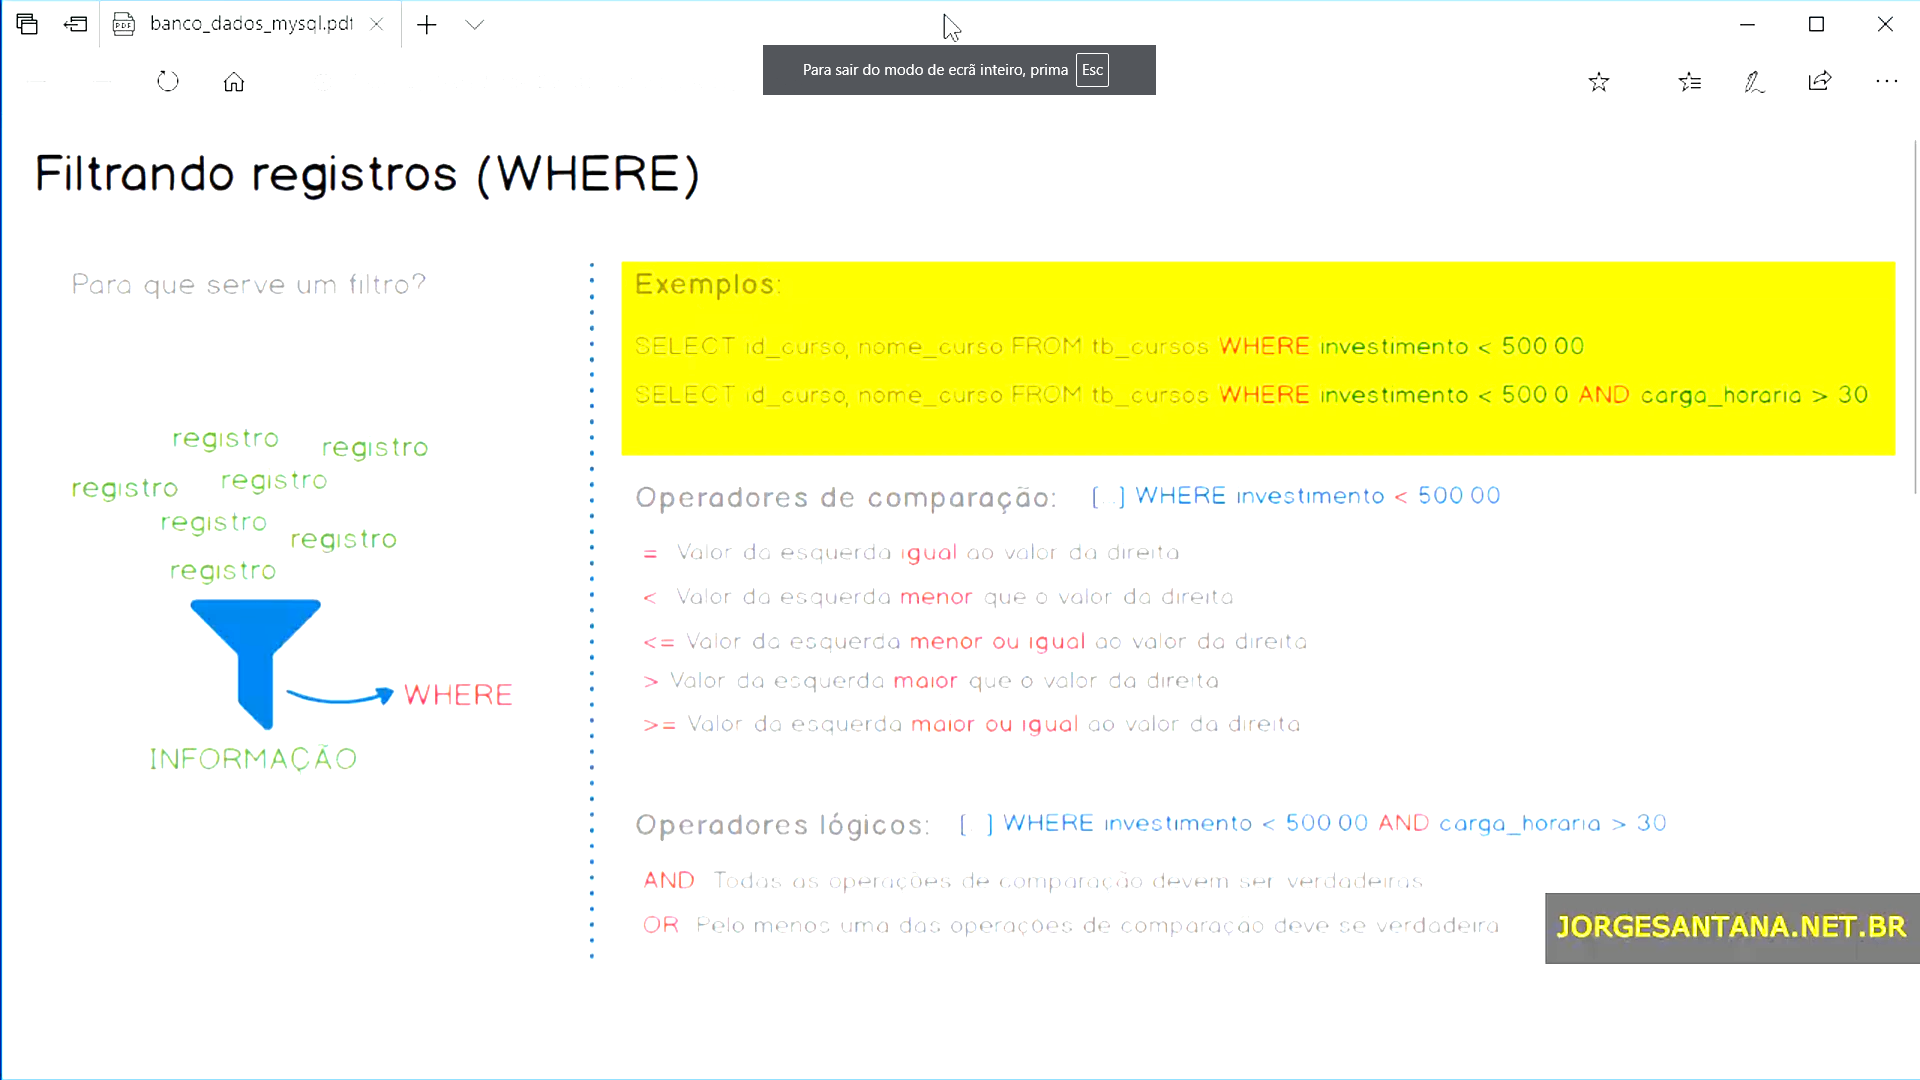 banco_dados_mysql.pdf
Para sair do modo de ecrã inteiro, prima Esc
Filtrando registros (WHERE)
Para que serve um filtro?
registro
registro
registro
registro
registro
registro
registro
WHERE
INFORMAÇÃO
Exemplos:
SELECT id_curso, nome_curso FROM tb_cursos WHERE investimento < 500 00
SELECT id_curso, nome_curso FROM tb_cursos WHERE investimento < 500 0 AND carga_horaria > 30
Operadores de comparação: [ . ] WHERE investimento < 500 00
= Valor da esquerda igual ao valor da direita
< Valor da esquerda menor que o valor da direita
<= Valor da esquerda menor ou igual ao valor da direita
> Valor da esquerda maior que o valor da direita
>= Valor da esquerda maior ou igual ao valor da direita
Operadores lógicos: [ ] WHERE investimento < 500 00 AND carga_horaria > 30
AND Todas as operações de comparação devem ser verdadeiras
OR Pelo menos uma das operações de comparação deve se verdadeira
JORGESANTANA.NET.BR